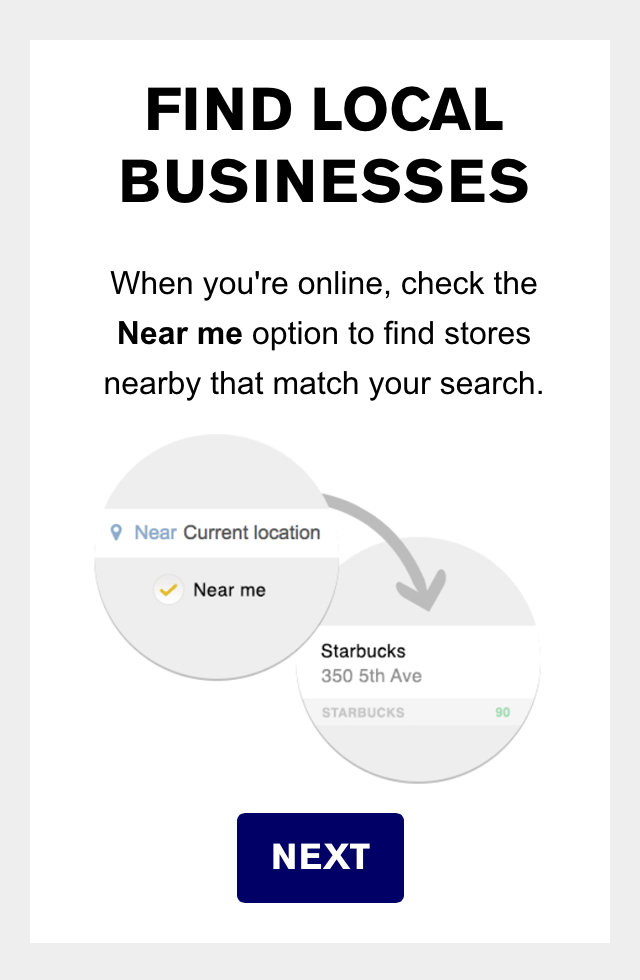 FIND LOCAL
BUSINESSES
When you're online, check the
Near me option to find stores
nearby that match your search.
Near Current location
Near me
Starbucks
350 5th Ave
STARBUCKS 90
NEXT